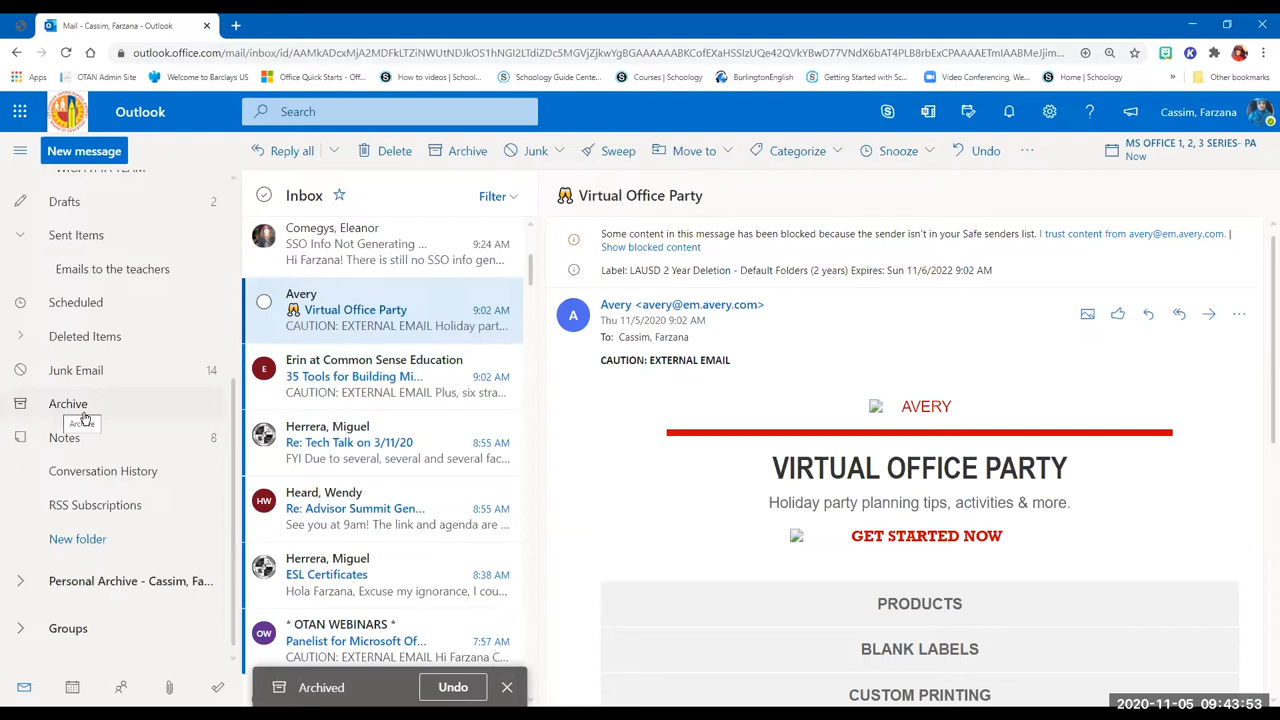 Mail - Cassim, Farzana - Outlook
outlook.office.com/mail/inbox/id/AAMkADcxMjA2MDFkLTZiNWUtNDJkOS1hNGI2LTdiZDc5MGVjZjkwYgBGAAAAAABKCofEXaHSSIzUQe42QVkYBwD77VNdX6bAT4PLB8rbExCPAAAAETmIAABMeJjim...
Apps OTAN Admin Site Welcome to Barclays US Office Quick Starts - Off... How to videos | School... Schoology Guide Cente... Courses | Schoology BurlingtonEnglish Getting Started with Sc... Video Conferencing, We... Home | Schoology » Other bookmarks
Outlook
Search
Cassim, Farzana
New message
Reply all Delete Archive Junk Sweep Move to Categorize Snooze Undo ...
MS OFFICE 1, 2, 3 SERIES- PA
Now
Drafts 2
Sent Items
Emails to the teachers
Scheduled
Deleted Items
Junk Email 14
Archive
Notes 8
Conversation History
RSS Subscriptions
New folder
Personal Archive - Cassim, Fa...
Groups
Inbox
Filter
Comegys, Eleanor
SSO Info Not Generating ... 9:24 AM
Hi Farzana! There is still no SSO info gen...
Avery
Virtual Office Party 9:02 AM
CAUTION: EXTERNAL EMAIL Holiday part...
E
Erin at Common Sense Education
35 Tools for Building Mi... 9:02 AM
CAUTION: EXTERNAL EMAIL Plus, six stra...
Herrera, Miguel
Re: Tech Talk on 3/11/20 8:55 AM
FYI Due to several, several and several fac...
HW
Heard, Wendy
Re: Advisor Summit Gen... 8:55 AM
See you at 9am! The link and agenda are ...
Herrera, Miguel
ESL Certificates 8:38 AM
Hola Farzana, Excuse my ignorance, I cou...
OW
* OTAN WEBINARS *
Panelist for Microsoft Of... 7:57 AM
CAUTION: EXTERNAL EMAIL Hi Farzana C...
Archived Undo
Virtual Office Party
Some content in this message has been blocked because the sender isn't in your Safe senders list. I trust content from avery@em.avery.com. |
Show blocked content
Label: LAUSD 2 Year Deletion - Default Folders (2 years) Expires: Sun 11/6/2022 9:02 AM
A
Avery <avery@em.avery.com>
Thu 11/5/2020 9:02 AM
To: Cassim, Farzana
CAUTION: EXTERNAL EMAIL
AVERY
VIRTUAL OFFICE PARTY
Holiday party planning tips, activities & more.
GET STARTED NOW
PRODUCTS
BLANK LABELS
CUSTOM PRINTING
2020-11-05 09:43:53